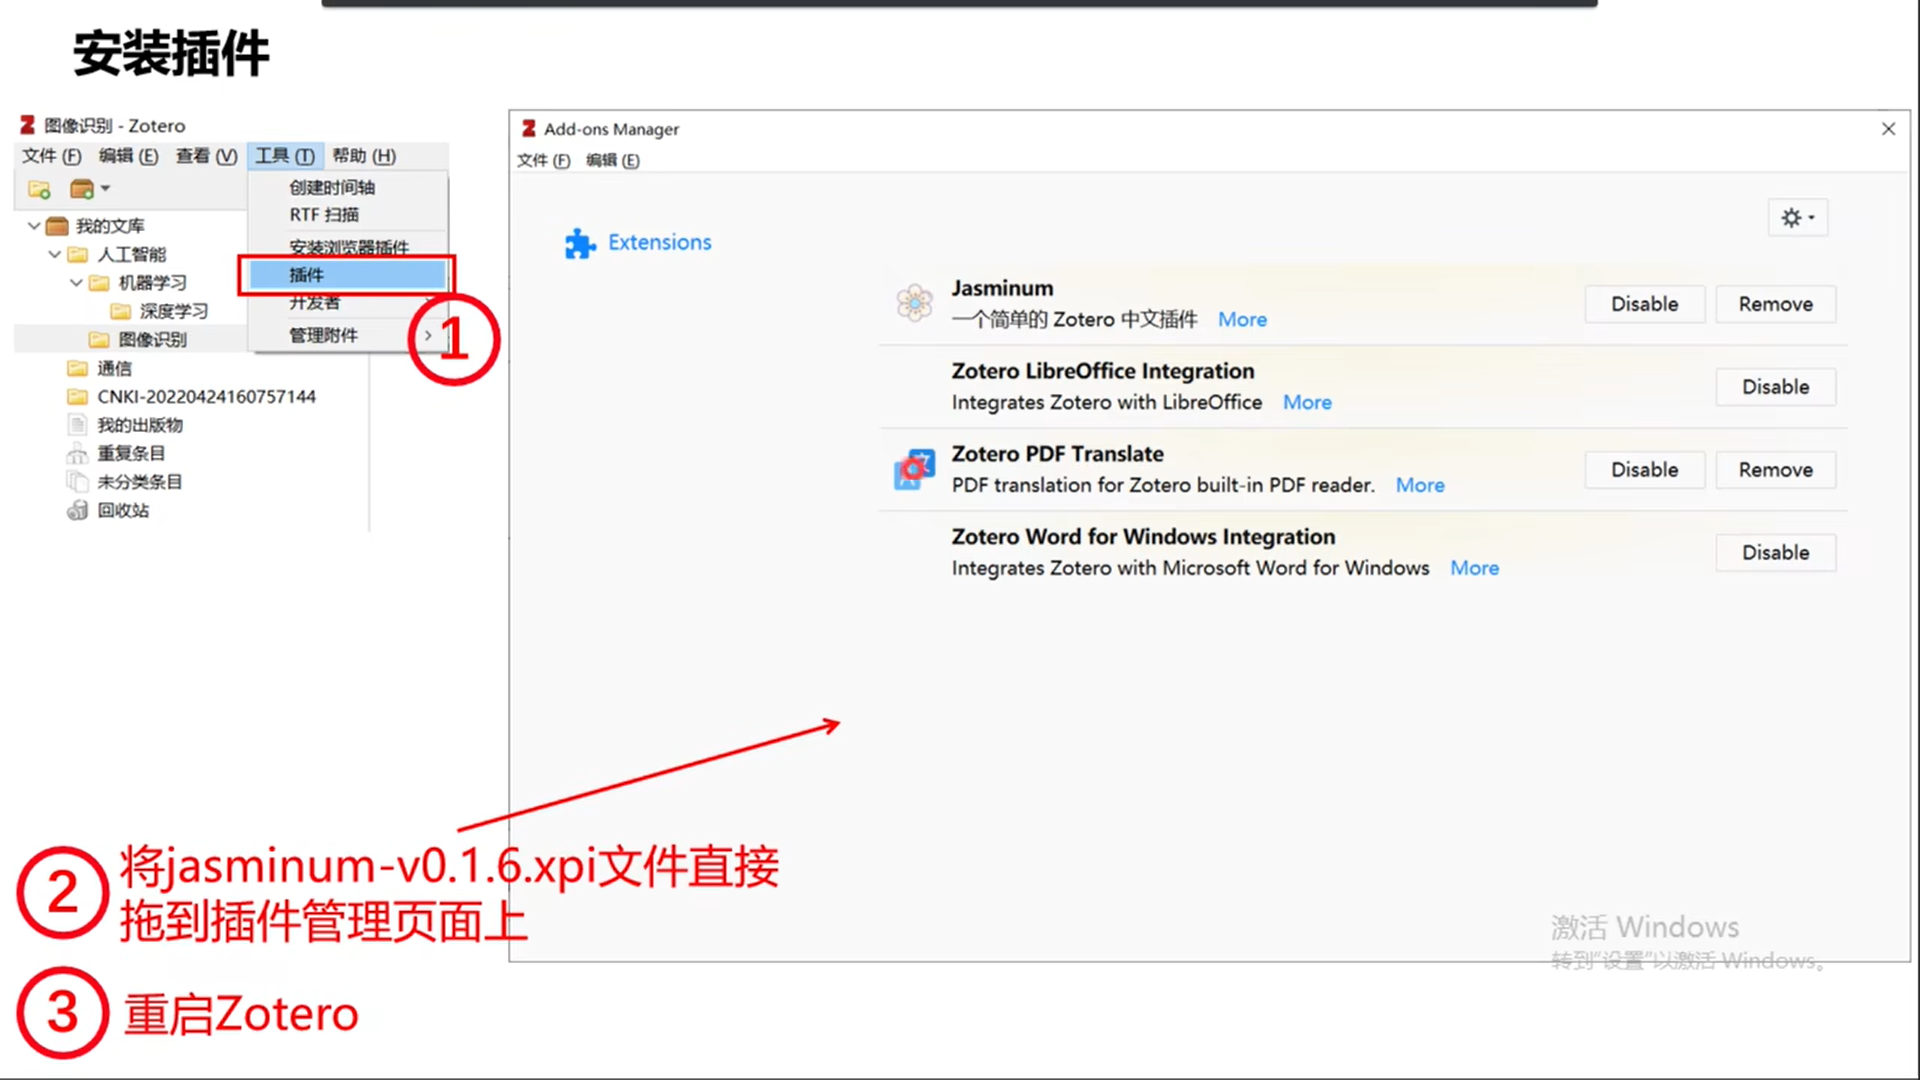 安装插件
图像识别 - Zotero
文件 (F) 编辑 (E) 查看 (V) 工具 (T) 帮助 (H)
创建时间轴
RTF 扫描
安装浏览器插件
插件
开发者
管理附件
1
我的文库
人工智能
机器学习
深度学习
图像识别
通信
CNKI-20220424160757144
我的出版物
重复条目
未分类条目
回收站
Add-ons Manager
文件 (F) 编辑 (E)
Extensions
Jasminum
一个简单的 Zotero 中文插件 More
Disable Remove
Zotero LibreOffice Integration
Integrates Zotero with LibreOffice More
Disable
Zotero PDF Translate
PDF translation for Zotero built-in PDF reader. More
Disable Remove
Zotero Word for Windows Integration
Integrates Zotero with Microsoft Word for Windows More
Disable
2 将jasminum-v0.1.6.xpi文件直接
拖到插件管理页面上
3 重启Zotero
激活 Windows
转到"设置"以激活 Windows。